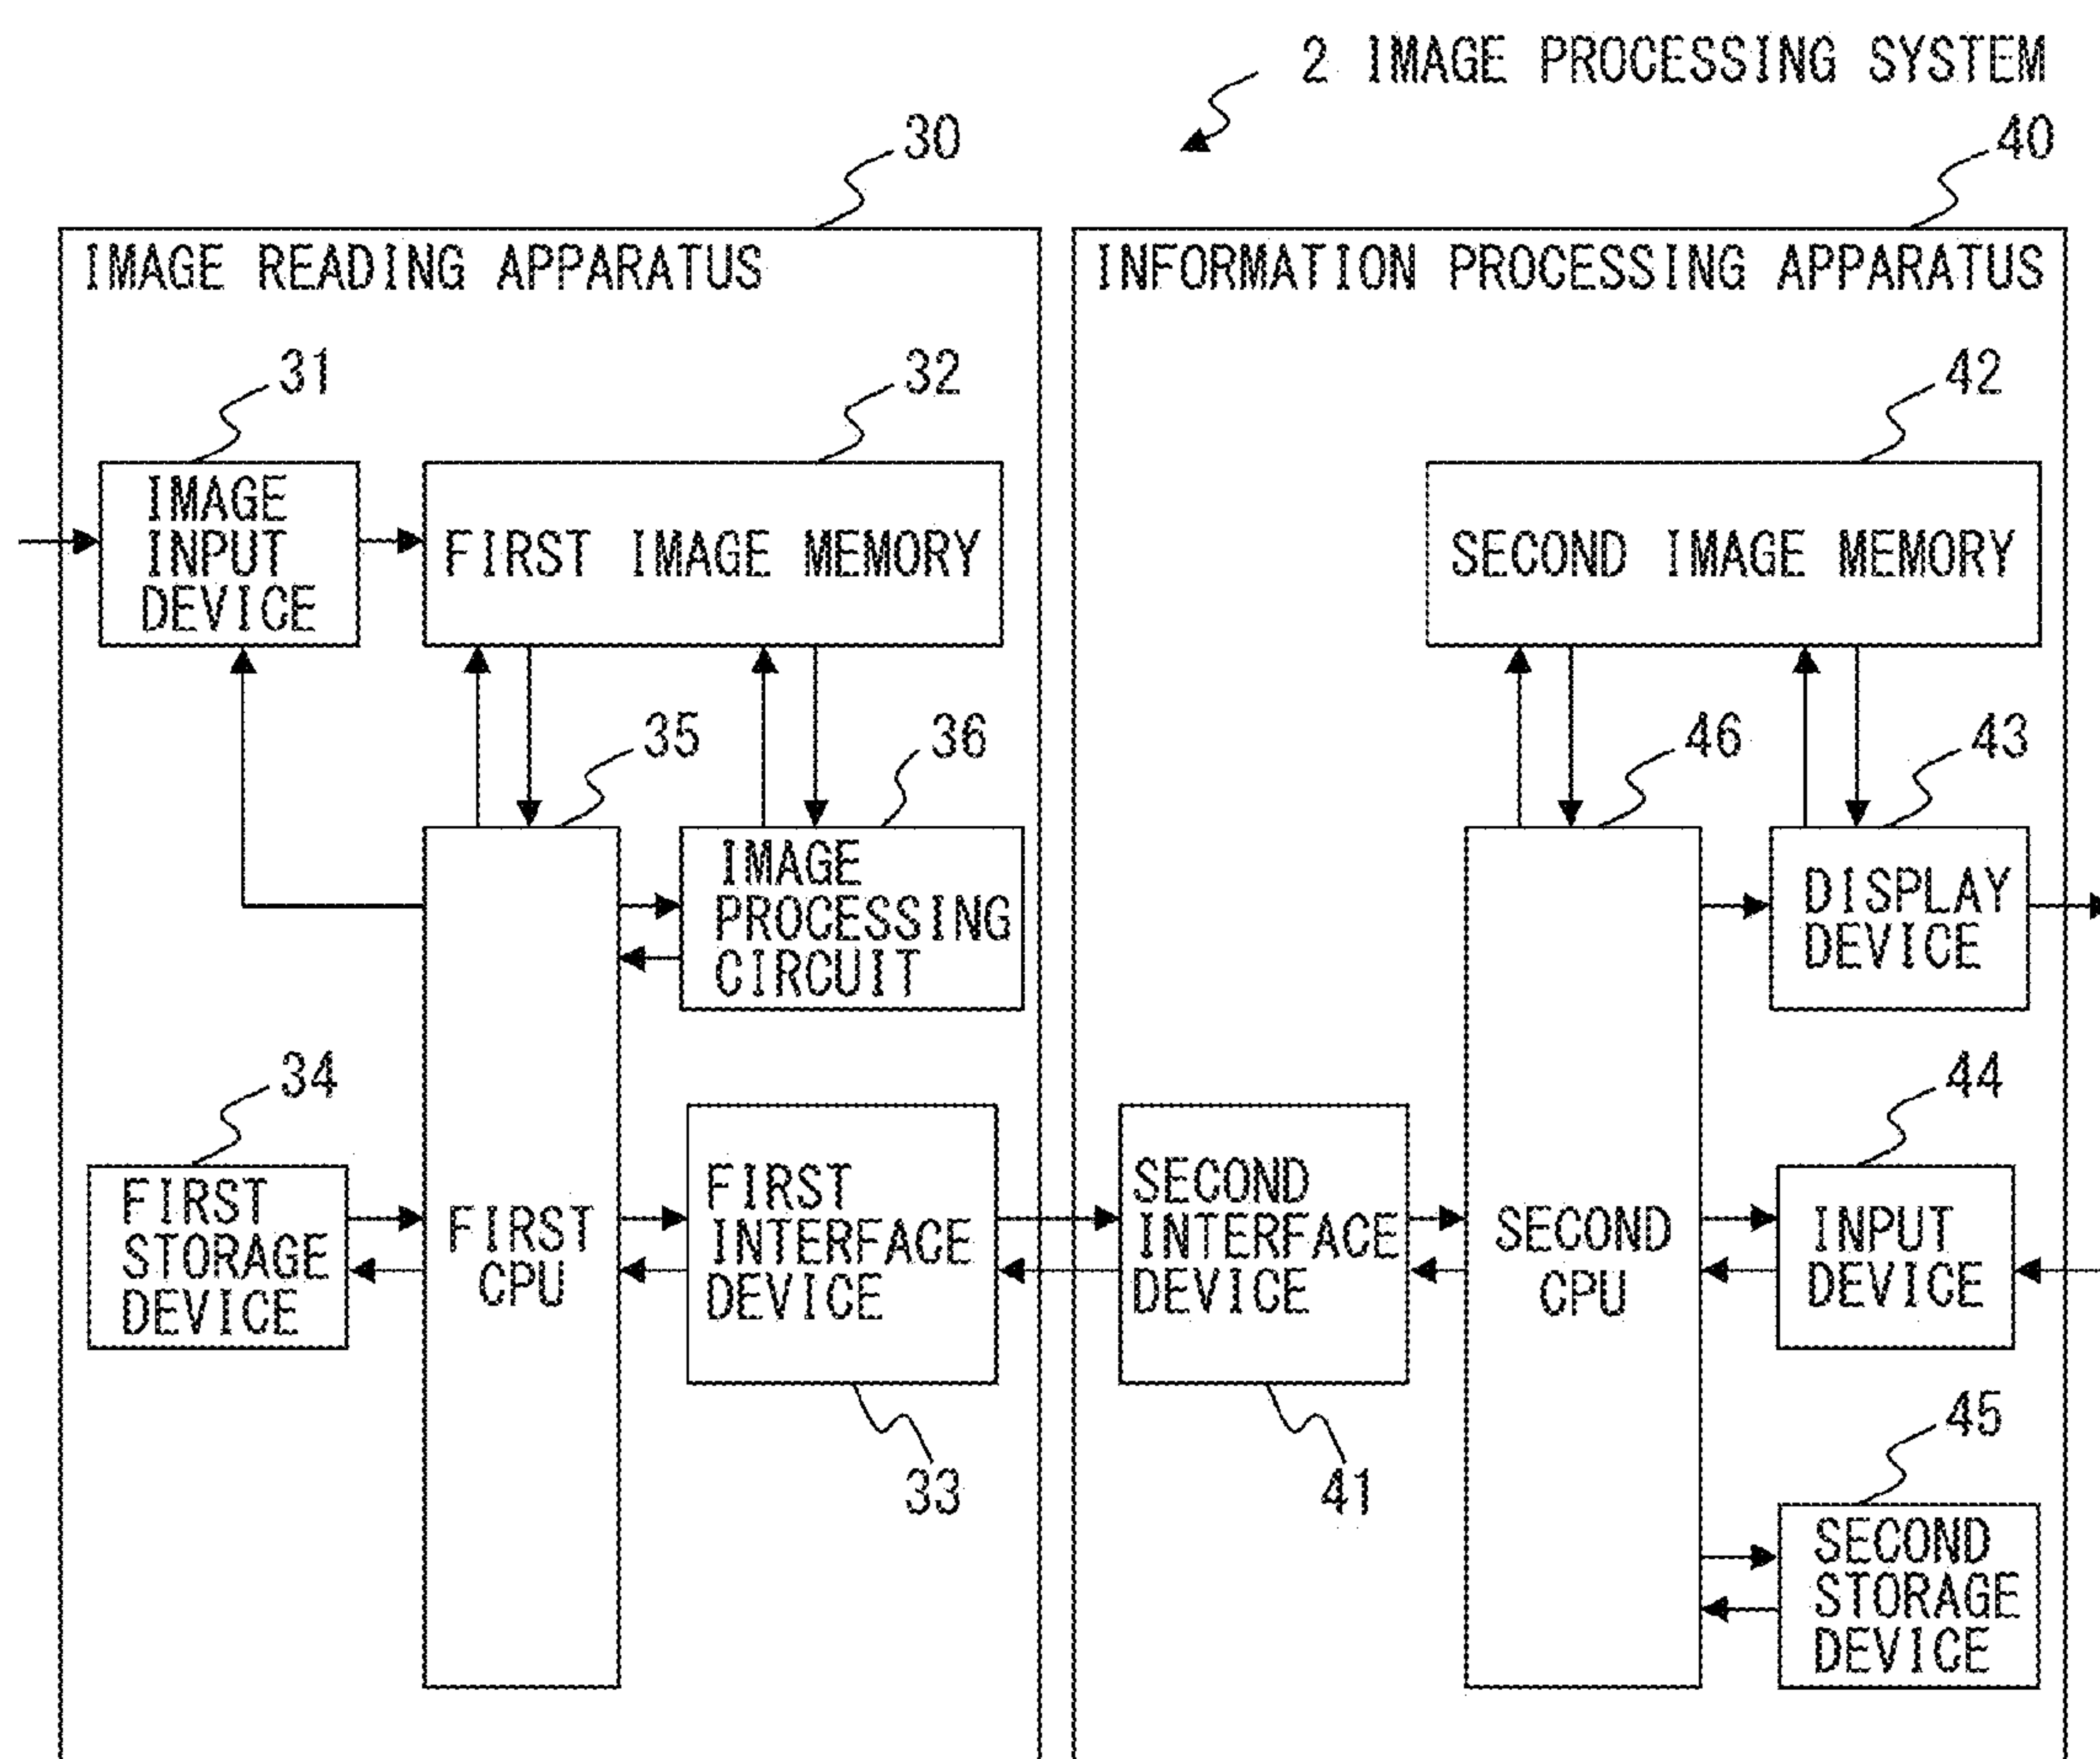 2 IMAGE PROCESSING SYSTEM
30
40
IMAGE READING APPARATUS
INFORMATION PROCESSING APPARATUS
31
32
42
IMAGE
INPUT
DEVICE
FIRST IMAGE MEMORY
SECOND IMAGE MEMORY
35
36
46
43
IMAGE
PROCESSING
CIRCUIT
DISPLAY
DEVICE
34
44
FIRST
STORAGE
DEVICE
FIRST
CPU
FIRST
INTERFACE
DEVICE
SECOND
INTERFACE
DEVICE
SECOND
CPU
INPUT
DEVICE
33
41
45
SECOND
STORAGE
DEVICE